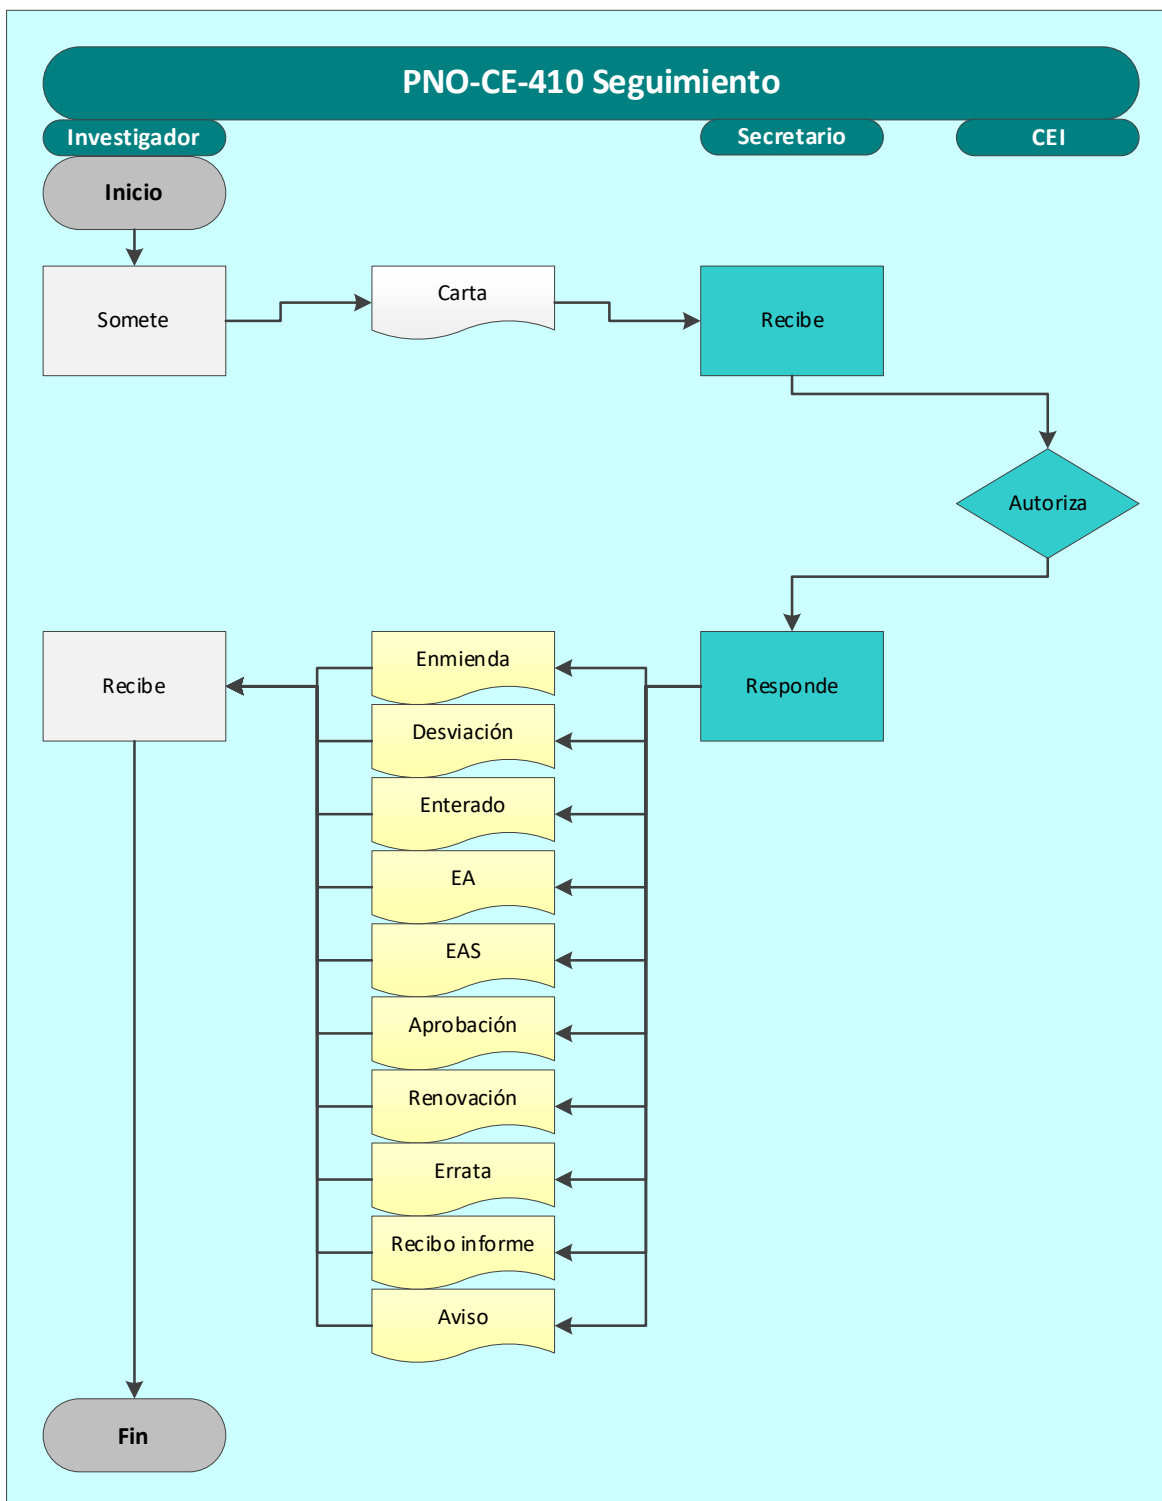 PNO-CE-410 Seguimiento
Investigador
Secretario
CEI
Inicio
Somete
Carta
Recibe
Autoriza
Recibe
Enmienda
Responde
Desviación
Enterado
EA
EAS
Aprobación
Renovación
Errata
Recibo informe
Aviso
Fin